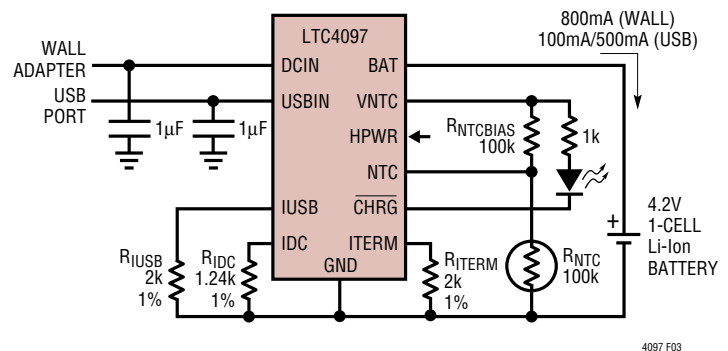 800mA (WALL)
100mA/500mA (USB)
LTC4097
WALL
ADAPTER
USB
PORT
DCIN
USBIN
IUSB
IDC
GND
BAT
VNTC
HPWR
NTC
CHRG
ITERM
1µF
1µF
RNTCBIAS
100k
1k
RIUSB
2k
1%
RIDC
1.24k
1%
RITERM
2k
1%
RNTC
100k
+
4.2V
1-CELL
Li-Ion
BATTERY
4097 F03